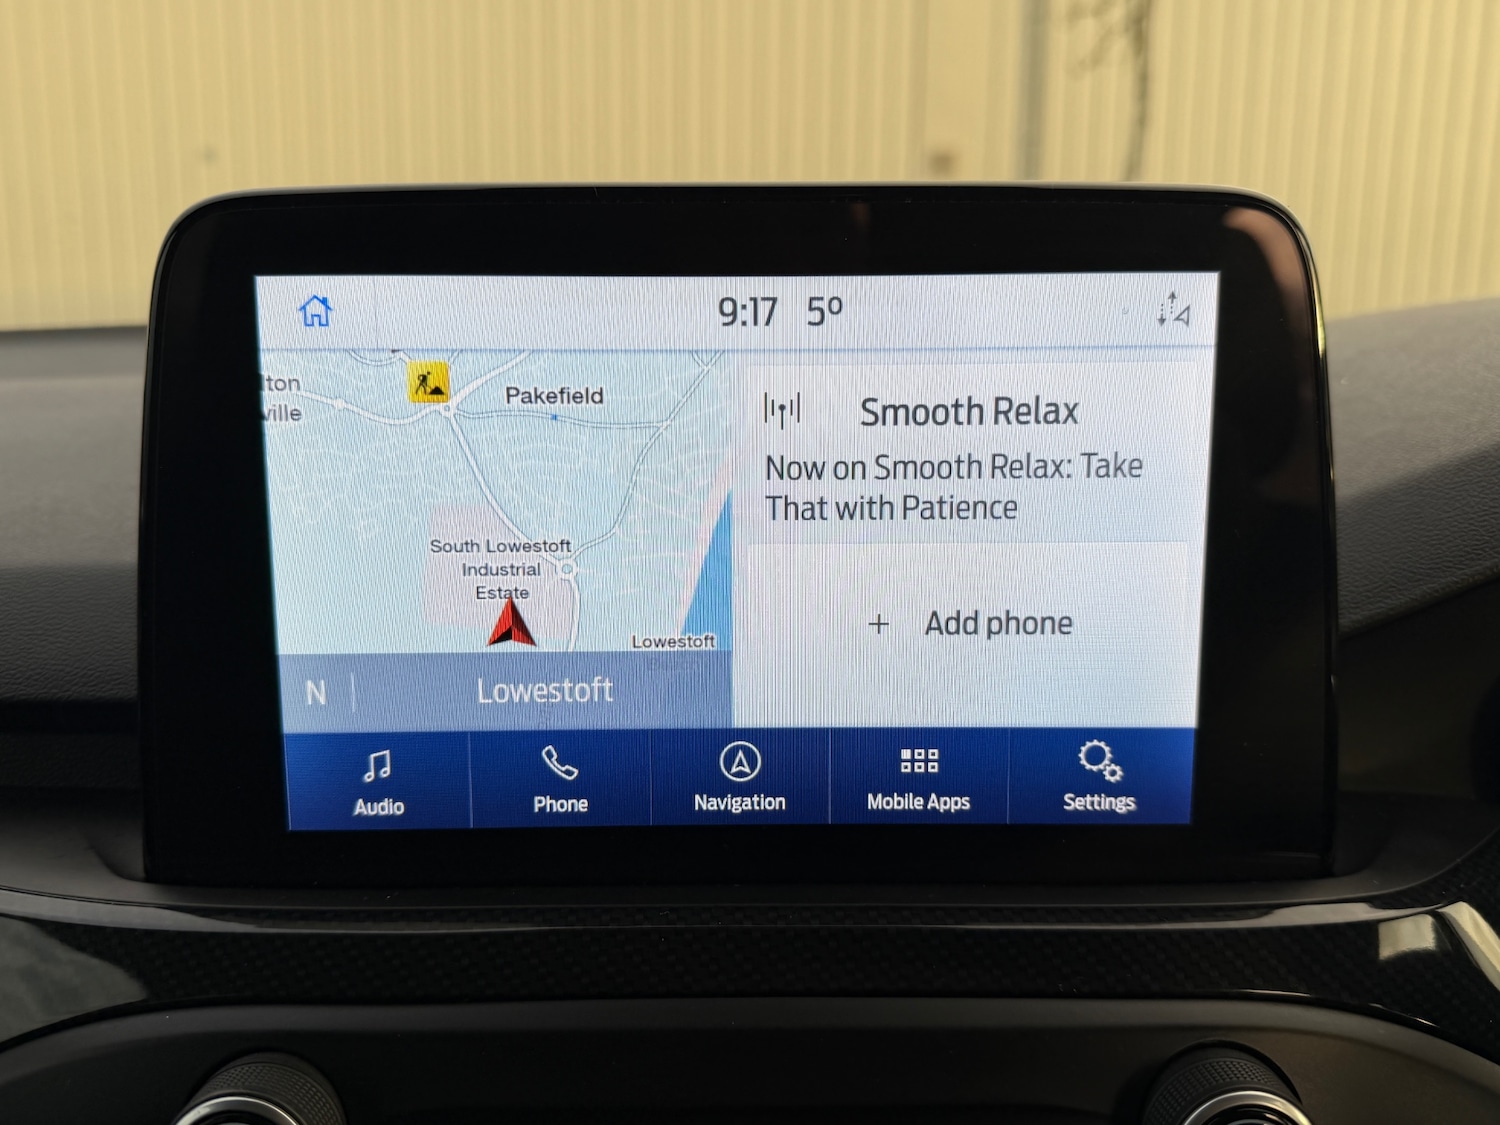 9:17 5°
ton
ville
Pakefield
South Lowestoft
Industrial
Estate
Lowestoft
N
Lowestoft
Smooth Relax
Now on Smooth Relax: Take
That with Patience
+ Add phone
Audio
Phone
Navigation
Mobile Apps
Settings